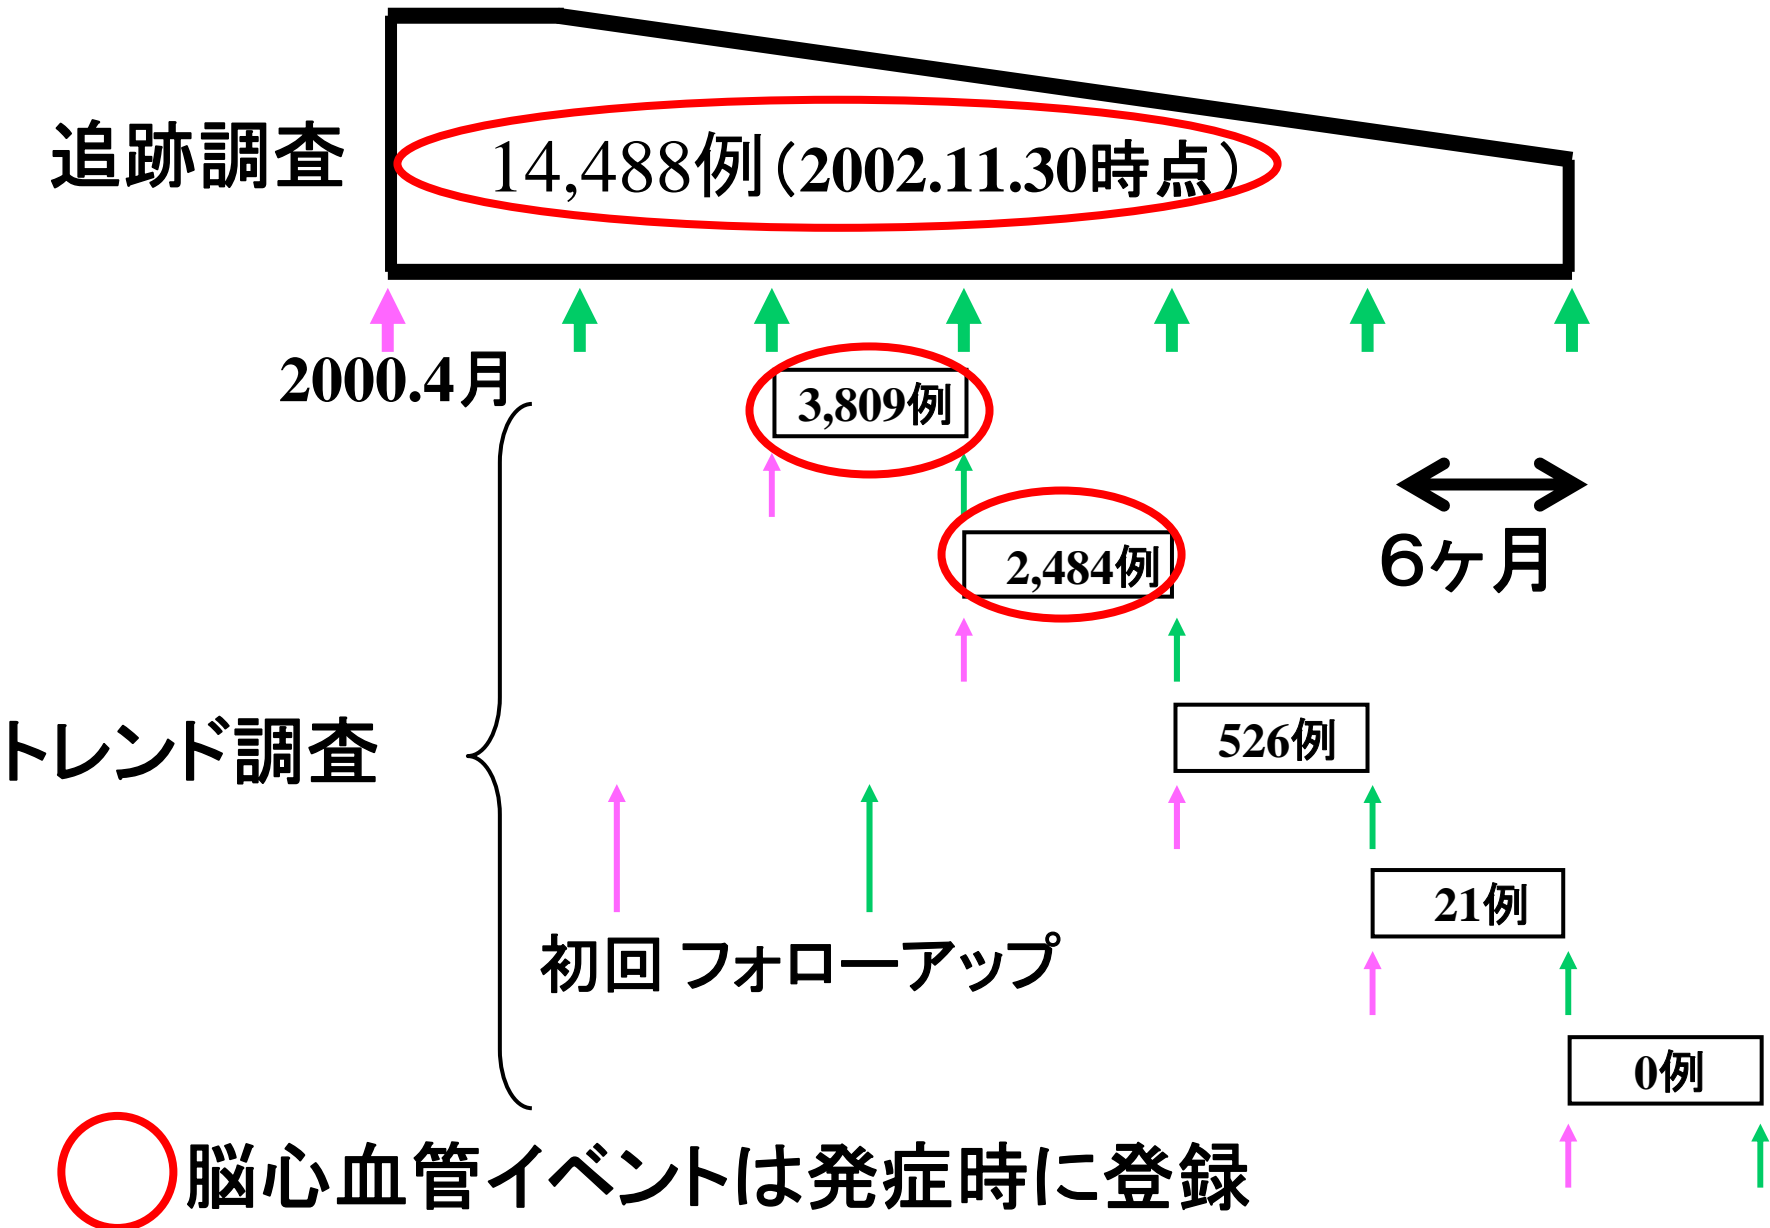 追跡調査
14,488例（2002.11.30時点）
2000.4月
3,809例
2,484例
６ヶ月
トレンド調査
526例
21例
初回 フォローアップ
0例
脳心血管イベントは発症時に登録